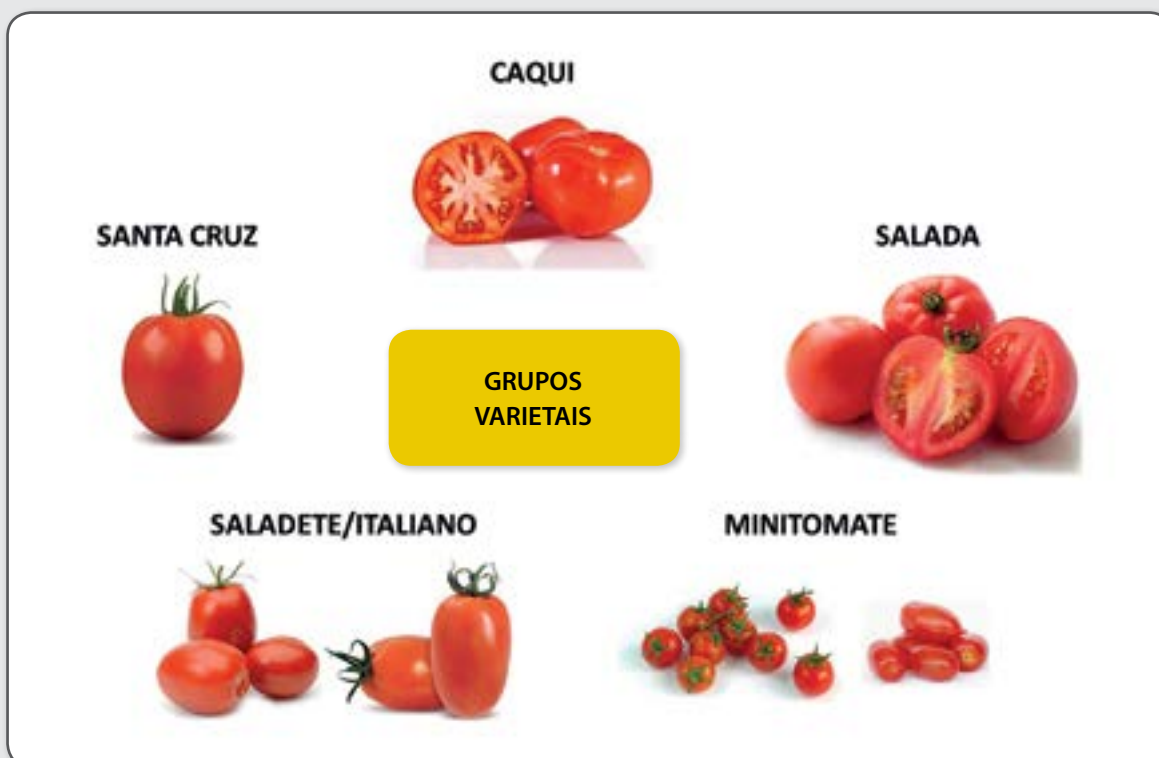 CAQUI
SANTA CRUZ
SALADA
GRUPOS
VARIETAIS
SALADETE/ITALIANO
MINITOMATE